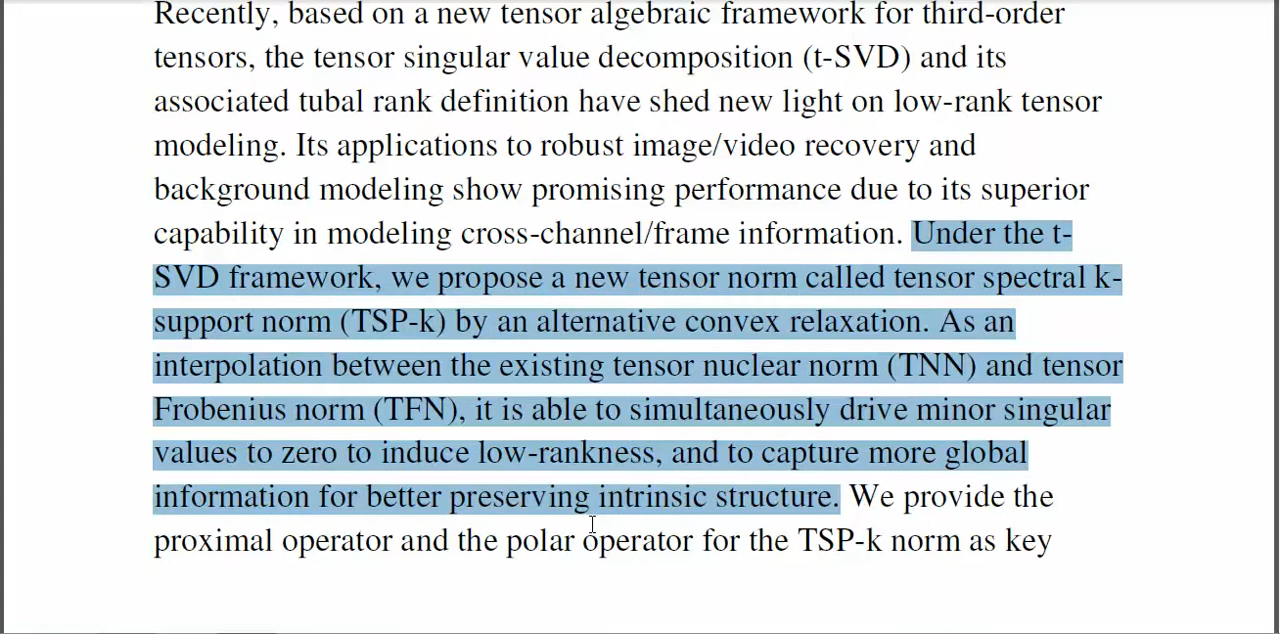 Recently, based on a new tensor algebraic framework for third-order
tensors, the tensor singular value decomposition (t-SVD) and its
associated tubal rank definition have shed new light on low-rank tensor
modeling. Its applications to robust image/video recovery and
background modeling show promising performance due to its superior
capability in modeling cross-channel/frame information. Under the t-
SVD framework, we propose a new tensor norm called tensor spectral k-
support norm (TSP-k) by an alternative convex relaxation. As an
interpolation between the existing tensor nuclear norm (TNN) and tensor
Frobenius norm (TFN), it is able to simultaneously drive minor singular
values to zero to induce low-rankness, and to capture more global
information for better preserving intrinsic structure. We provide the
proximal operator and the polar operator for the TSP-k norm as key